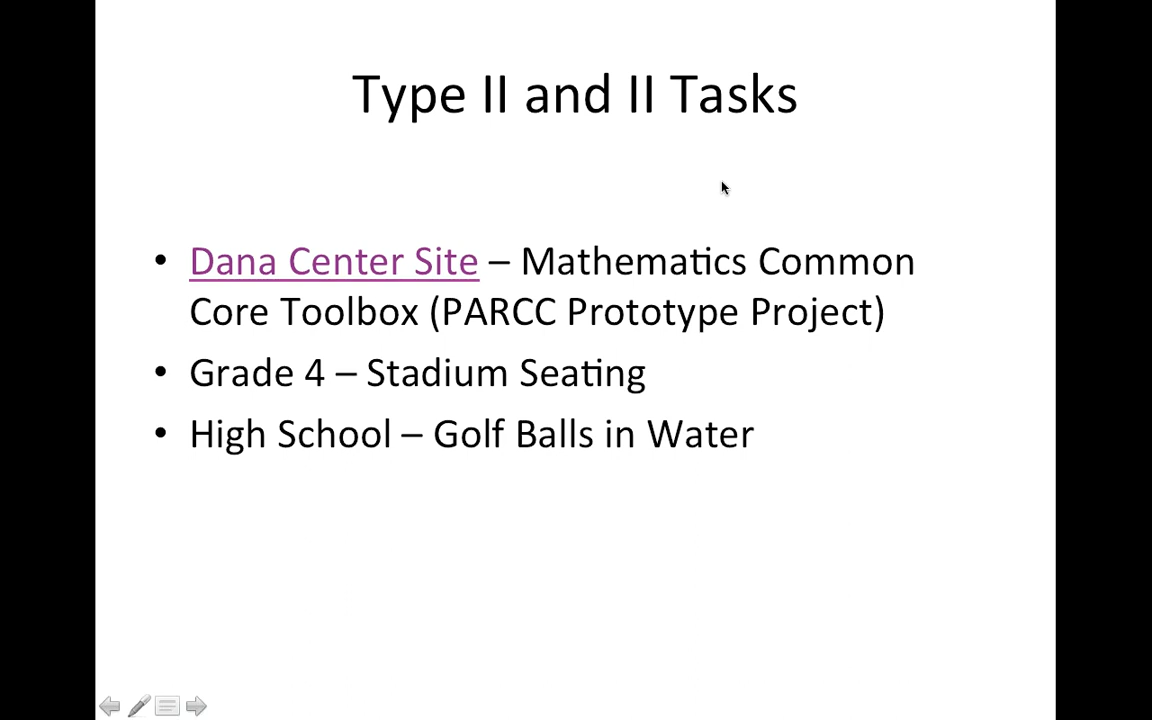 Type II and II Tasks
• Dana Center Site – Mathematics Common
Core Toolbox (PARCC Prototype Project)
• Grade 4 – Stadium Seating
• High School – Golf Balls in Water